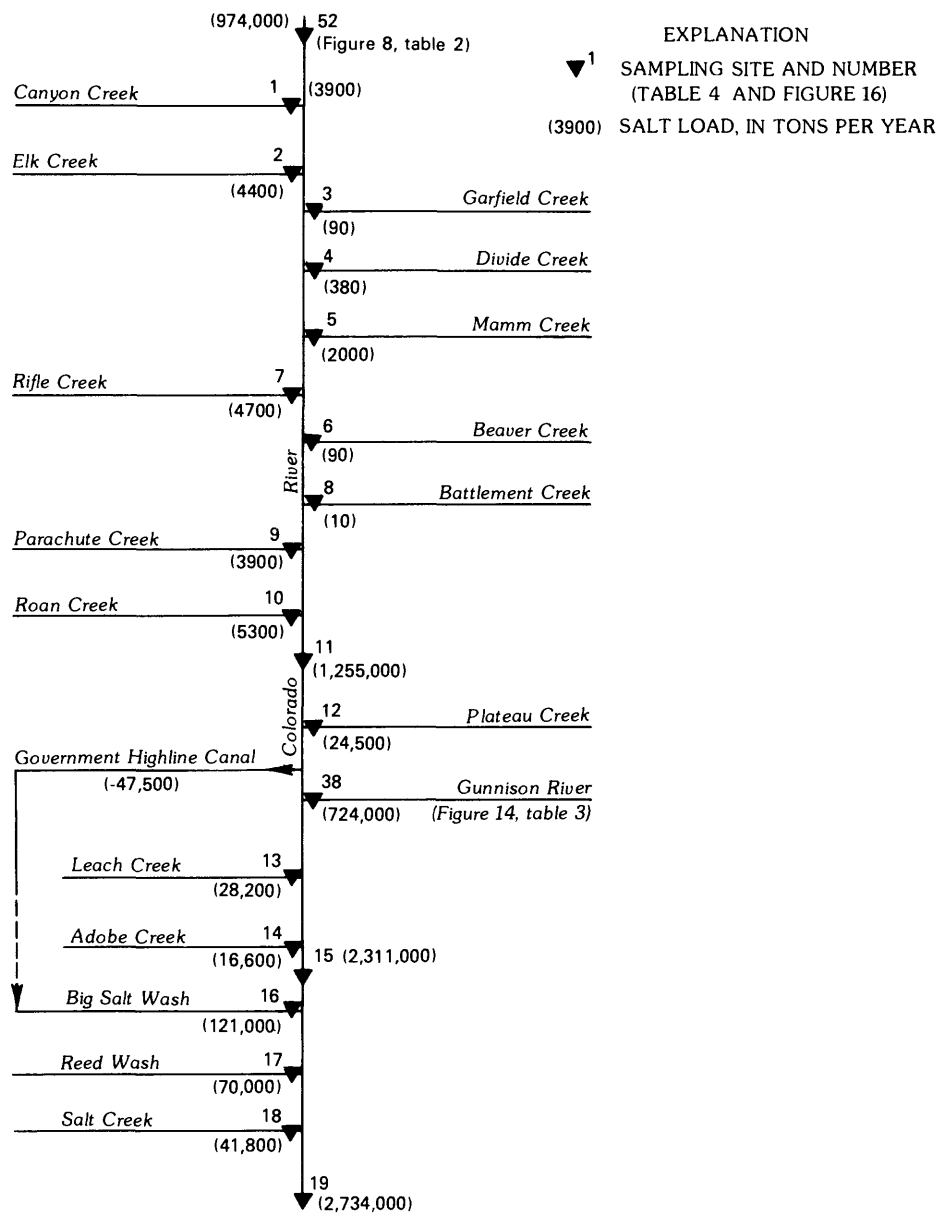 (974,000) 52
(Figure 8, table 2)
EXPLANATION
1
SAMPLING SITE AND NUMBER
(TABLE 4 AND FIGURE 16)
(3900) SALT LOAD, IN TONS PER YEAR
Canyon Creek 1 (3900)
Elk Creek 2
(4400)
3 Garfield Creek
(90)
4 Divide Creek
(380)
5 Mamm Creek
(2000)
Rifle Creek 7
(4700)
6 Beaver Creek
(90)
River
8 Battlement Creek
(10)
Parachute Creek 9
(3900)
Roan Creek 10
(5300)
11
(1,255,000)
Colorado
12 Plateau Creek
(24,500)
Government Highline Canal
(-47,500)
38 Gunnison River
(724,000) (Figure 14, table 3)
Leach Creek 13
(28,200)
Adobe Creek 14
(16,600)
15 (2,311,000)
Big Salt Wash 16
(121,000)
Reed Wash 17
(70,000)
Salt Creek 18
(41,800)
19
(2,734,000)